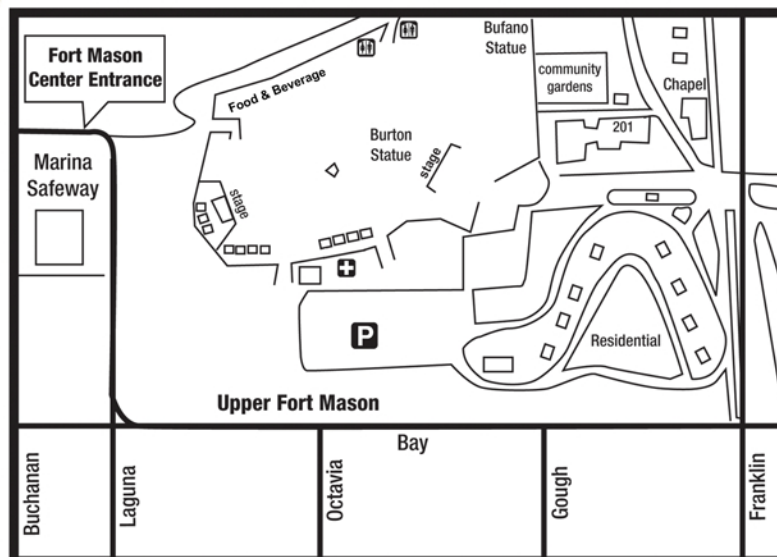 Fort Mason
Center Entrance
Bufano
Statue
community
gardens
Chapel
Food & Beverage
201
Burton
Statue
stage
Marina
Safeway
stage
P
Residential
Upper Fort Mason
Bay
Buchanan
Laguna
Octavia
Gough
Franklin